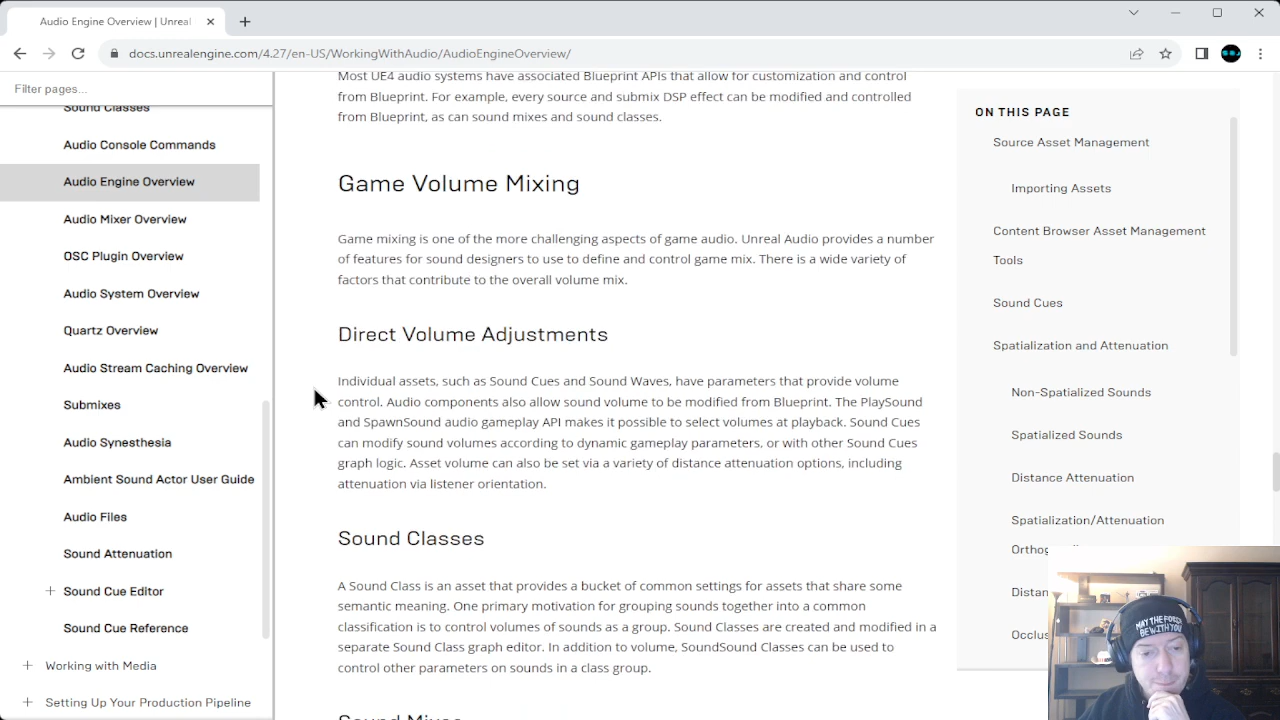 Audio Engine Overview | Unreal
docs.unrealengine.com/4.27/en-US/WorkingWithAudio/AudioEngineOverview/
Filter pages...
Sound Classes
Audio Console Commands
Audio Engine Overview
Audio Mixer Overview
OSC Plugin Overview
Audio System Overview
Quartz Overview
Audio Stream Caching Overview
Submixes
Audio Synesthesia
Ambient Sound Actor User Guide
Audio Files
Sound Attenuation
Sound Cue Editor
Sound Cue Reference
Working with Media
Setting Up Your Production Pipeline
Most UE4 audio systems have associated Blueprint APIs that allow for customization and control
from Blueprint. For example, every source and submix DSP effect can be modified and controlled
from Blueprint, as can sound mixes and sound classes.
Game Volume Mixing
Game mixing is one of the more challenging aspects of game audio. Unreal Audio provides a number
of features for sound designers to use to define and control game mix. There is a wide variety of
factors that contribute to the overall volume mix.
Direct Volume Adjustments
Individual assets, such as Sound Cues and Sound Waves, have parameters that provide volume
control. Audio components also allow sound volume to be modified from Blueprint. The PlaySound
and SpawnSound audio gameplay API makes it possible to select volumes at playback. Sound Cues
can modify sound volumes according to dynamic gameplay parameters, or with other Sound Cues
graph logic. Asset volume can also be set via a variety of distance attenuation options, including
attenuation via listener orientation.
Sound Classes
A Sound Class is an asset that provides a bucket of common settings for assets that share some
semantic meaning. One primary motivation for grouping sounds together into a common
classification is to control volumes of sounds as a group. Sound Classes are created and modified in a
separate Sound Class graph editor. In addition to volume, SoundSound Classes can be used to
control other parameters on sounds in a class group.
Sound Mixes
ON THIS PAGE
Source Asset Management
Importing Assets
Content Browser Asset Management
Tools
Sound Cues
Spatialization and Attenuation
Non-Spatialized Sounds
Spatialized Sounds
Distance Attenuation
Spatialization/Attenuation
Orthog
Distan
Occlus
MAY THE FORCE
BE WITH YOU